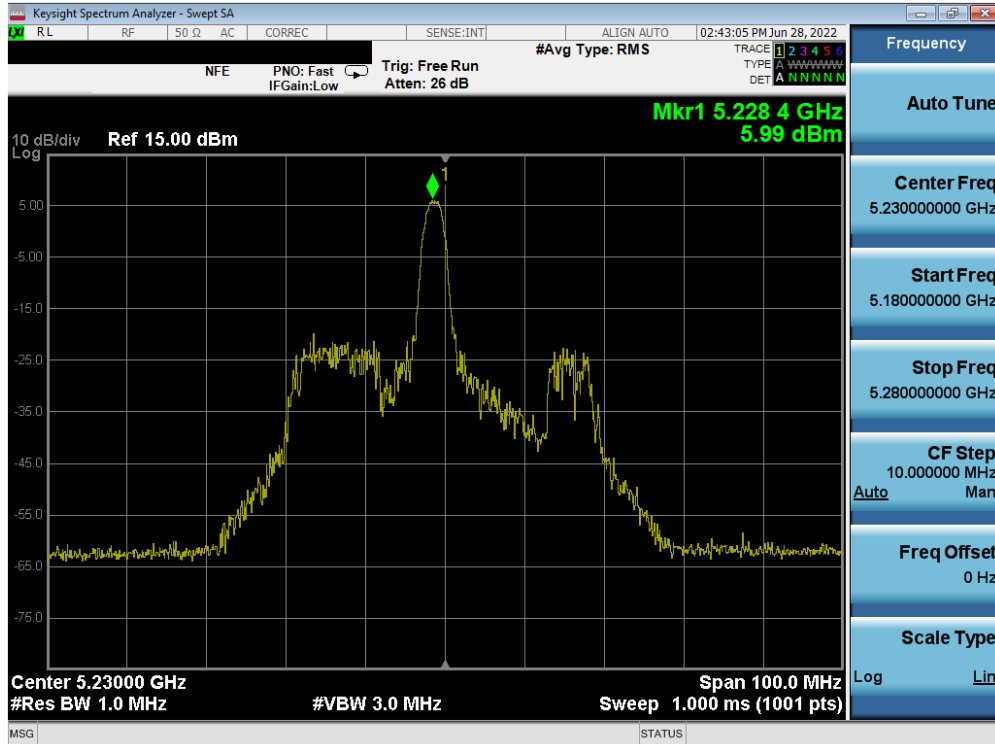 Keysight Spectrum Analyzer - Swept SA
LXI RL RF 50 Ω AC CORREC SENSE:INT ALIGN AUTO 02:43:05 PM Jun 28, 2022
NFE PNO: Fast IFGain:Low Trig: Free Run Atten: 26 dB #Avg Type: RMS
TRACE 1 2 3 4 5 6
TYPE A WWWWW
DET A N N N N N
Mkr1 5.228 4 GHz
5.99 dBm
10 dB/div Ref 15.00 dBm
Log
1
5.00
-5.00
-15.0
-25.0
-35.0
-45.0
-55.0
-65.0
-75.0
Center 5.23000 GHz Span 100.0 MHz
#Res BW 1.0 MHz #VBW 3.0 MHz Sweep 1.000 ms (1001 pts)
MSG STATUS
Frequency
Auto Tune
Center Freq
5.230000000 GHz
Start Freq
5.180000000 GHz
Stop Freq
5.280000000 GHz
CF Step
10.000000 MHz
Auto Man
Freq Offset
0 Hz
Scale Type
Log Lin